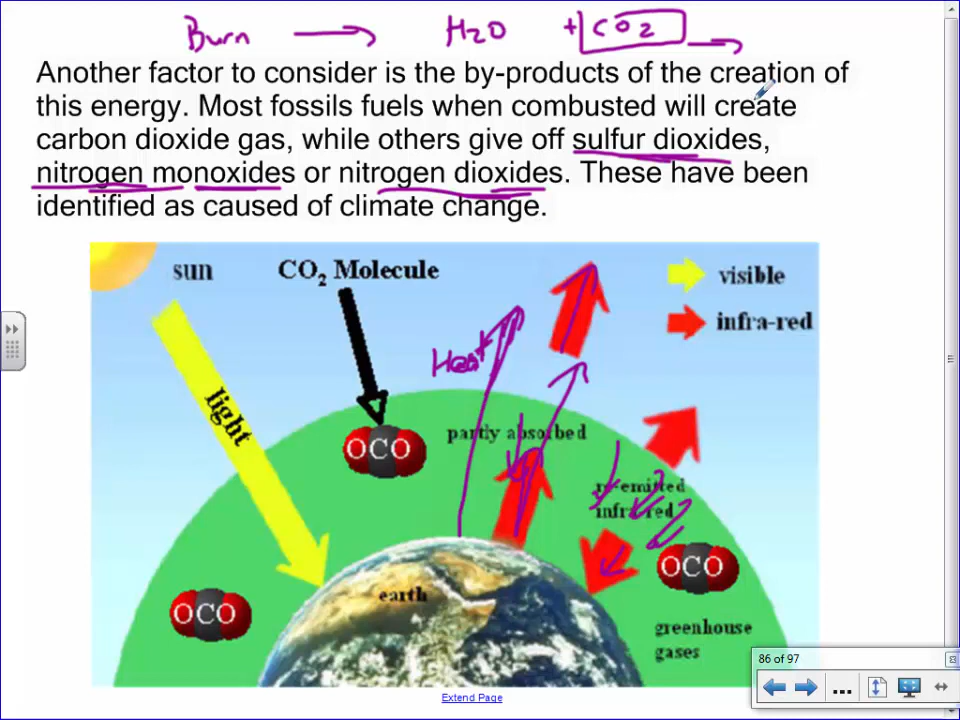 Burn → H2O + CO2 →
Another factor to consider is the by-products of the creation of
this energy. Most fossils fuels when combusted will create
carbon dioxide gas, while others give off sulfur dioxides,
nitrogen monoxides or nitrogen dioxides. These have been
identified as caused of climate change.
sun
CO2 Molecule
visible
infra-red
Heat
light
partly absorbed
OCO
re-emitted
infra-red
OCO
earth
OCO
greenhouse
gases
86 of 97
...
Extend Page